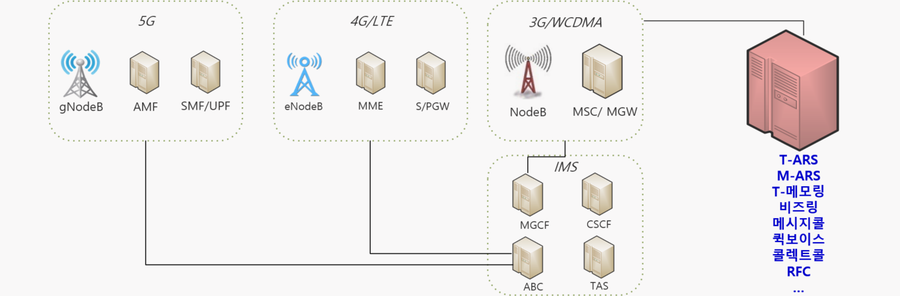 5G
4G/LTE
3G/WCDMA
gNodeB
AMF
SMF/UPF
eNodeB
MME
S/PGW
NodeB
MSC/ MGW
IMS
MGCF
CSCF
ABC
TAS
T-ARS
M-ARS
T-메모링
비즈링
메시지콜
퀵보이스
콜렉트콜
RFC
...